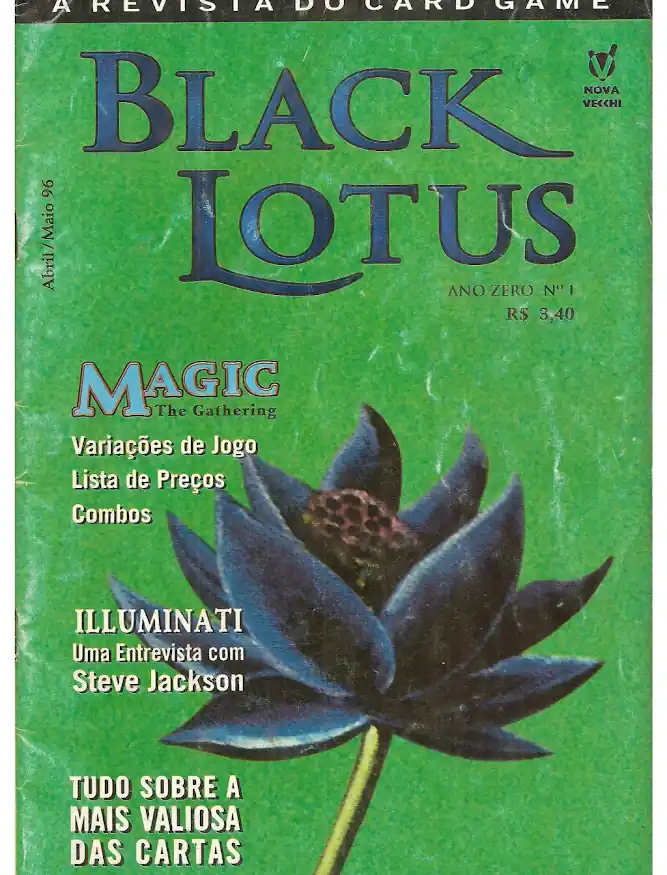 A REVISTA DO CARD GAME
BLACK
LOTUS
NOVA
VECCHI
Abril/Maio 96
ANO ZERO Nº 1
R$ 3,40
MAGIC
The Gathering
Variações de Jogo
Lista de Preços
Combos
ILLUMINATI
Uma Entrevista com
Steve Jackson
TUDO SOBRE A
MAIS VALIOSA
DAS CARTAS